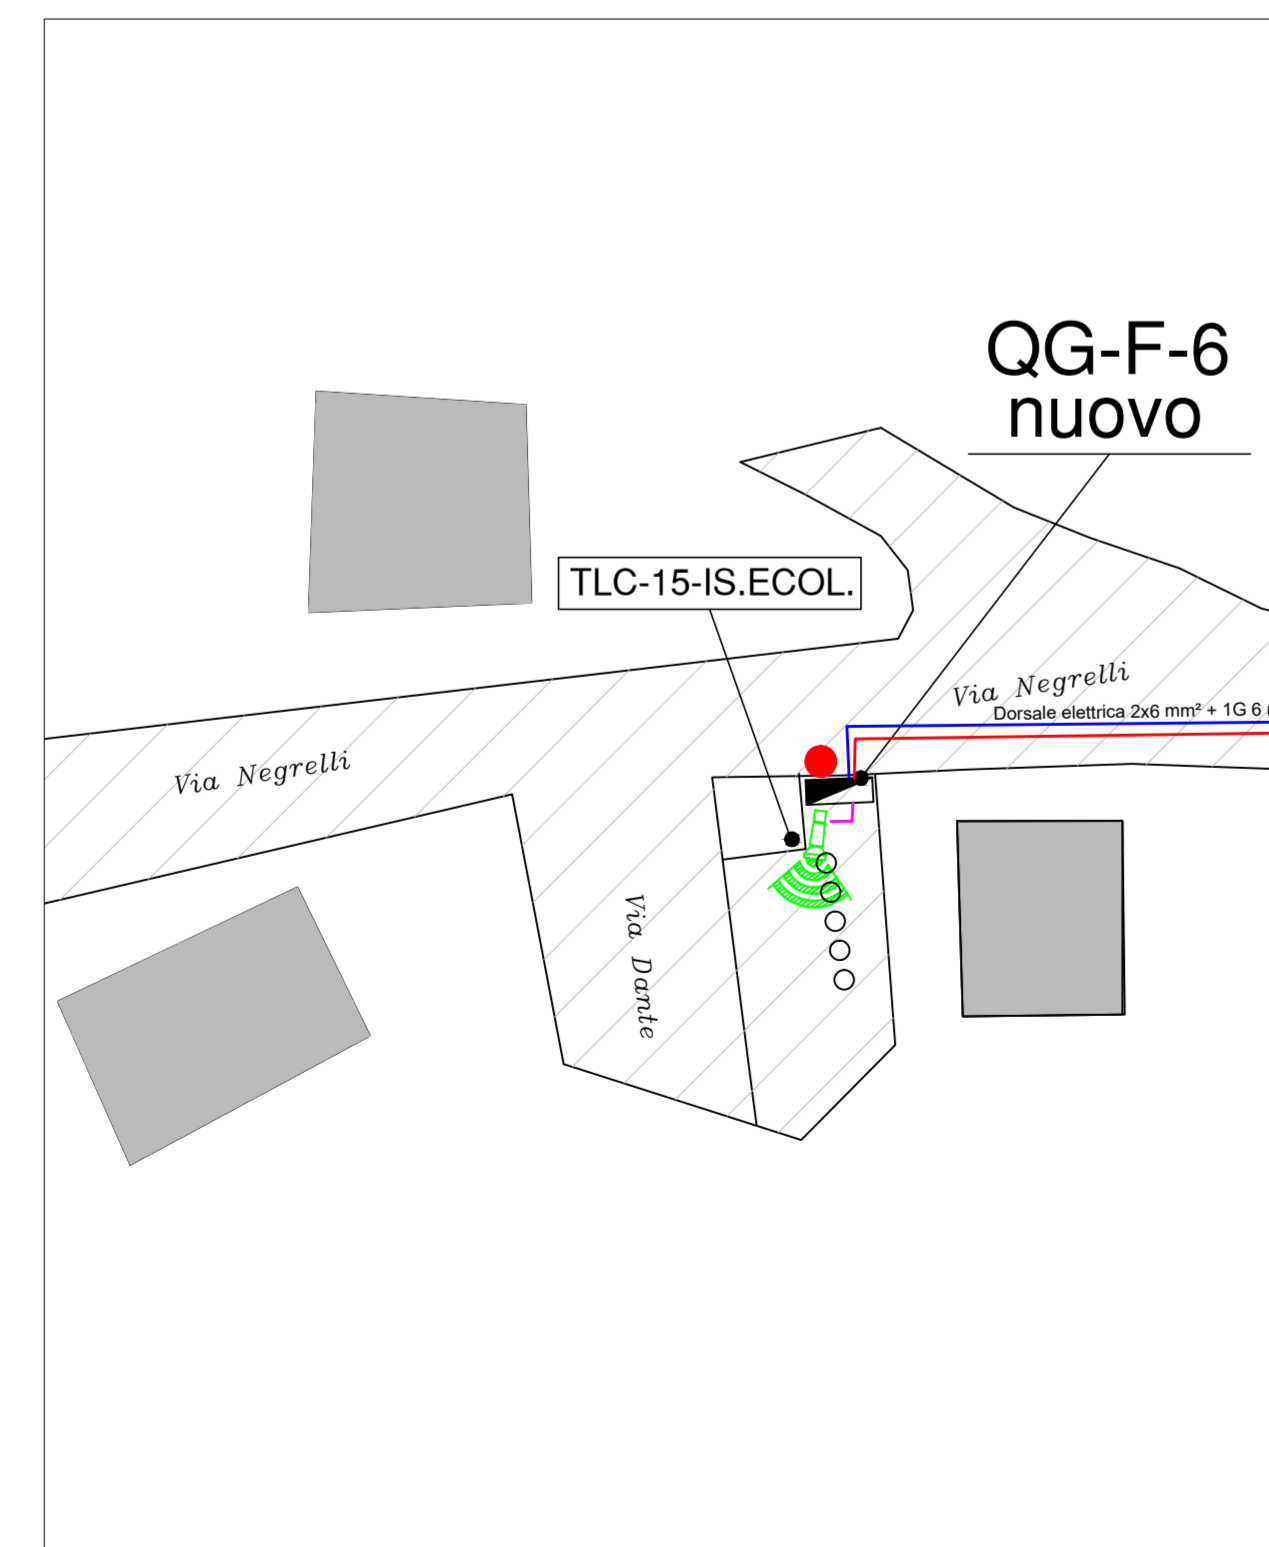 QG-F-6
nuovo
TLC-15-IS.ECOL.
Via Negrelli
Dorsale elettrica 2x6 mm² + 1G 6
Via Negrelli
Via Dante